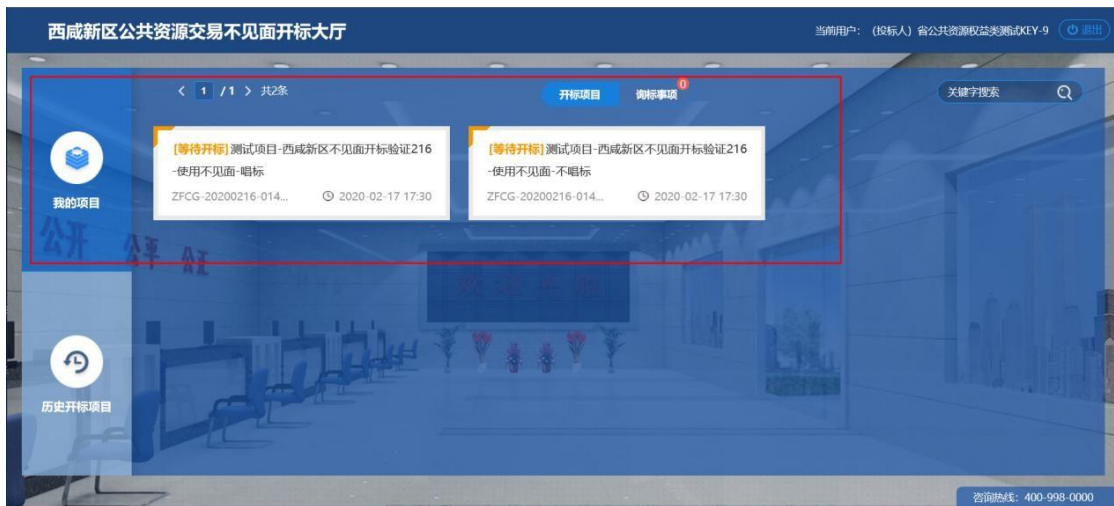 西咸新区公共资源交易不见面开标大厅
当前用户: (投标人) 省公共资源权益类测试KEY-9 退出
1 /1 共2条
开标项目 询标事项 0
关键字搜索
[等待开标]测试项目-西咸新区不见面开标验证216
-使用不见面-唱标
ZFCG-20200216-014... 2020-02-17 17:30
[等待开标]测试项目-西咸新区不见面开标验证216
-使用不见面-不唱标
ZFCG-20200216-014... 2020-02-17 17:30
我的项目
公开 公平 公正
历史开标项目
咨询热线: 400-998-0000